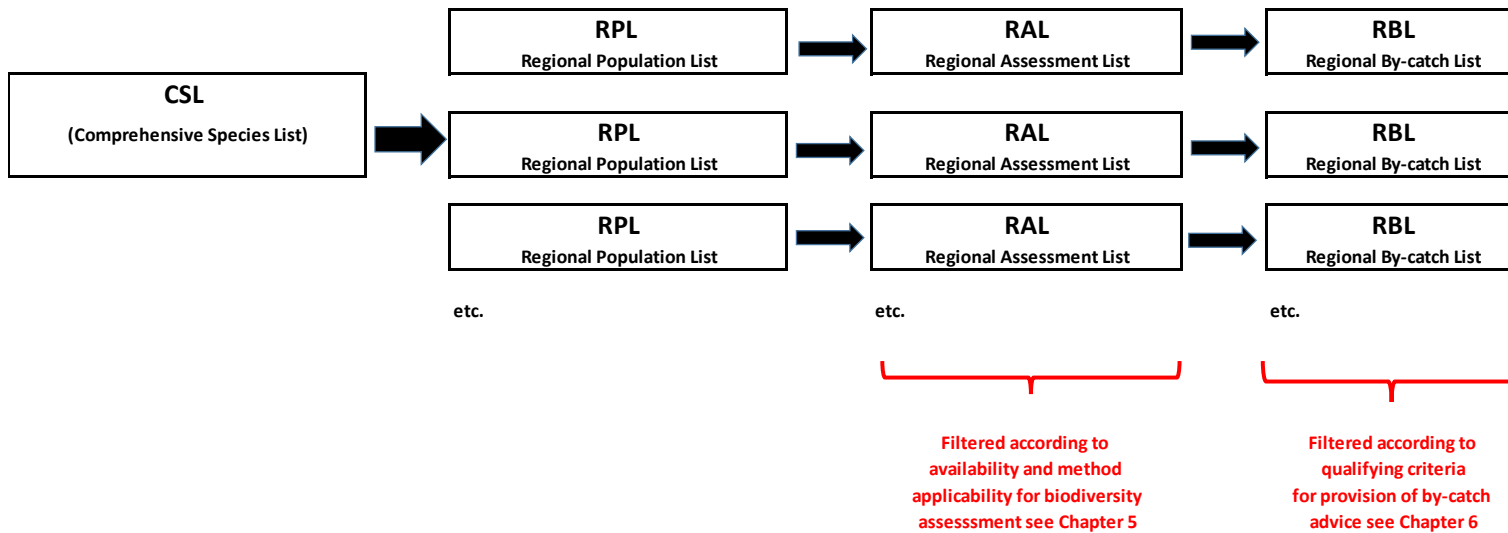 RPL
Regional Population List
RAL
Regional Assessment List
RBL
Regional By-catch List
CSL
(Comprehensive Species List)
RPL
Regional Population List
RAL
Regional Assessment List
RBL
Regional By-catch List
RPL
Regional Population List
RAL
Regional Assessment List
RBL
Regional By-catch List
etc.
etc.
etc.
Filtered according to
availability and method
applicability for biodiversity
assesssment see Chapter 5
Filtered according to
qualifying criteria
for provision of by-catch
advice see Chapter 6